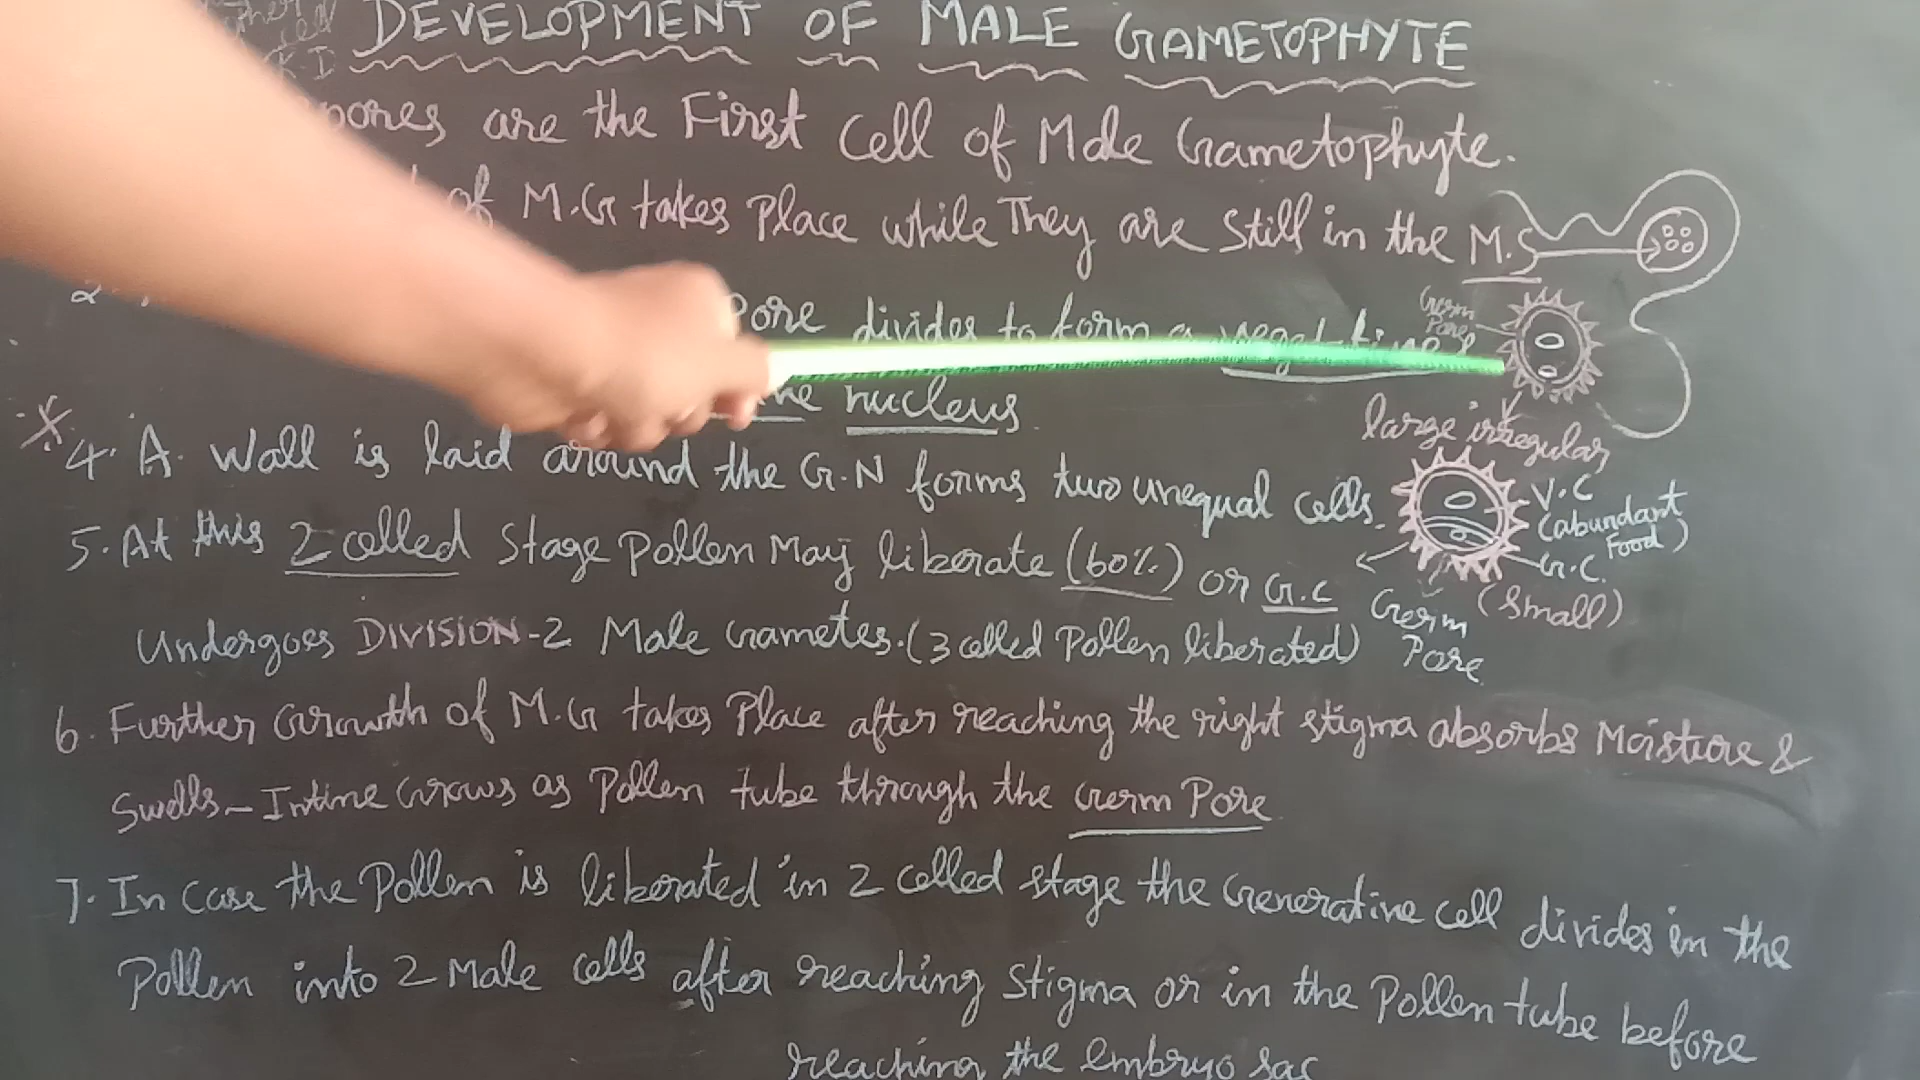 DEVELOPMENT OF MALE GAMETOPHYTE
pores are the First Cell of Male Gametophyte.
of M.G takes Place while They are still in the M.S
Pore divides to form a
Germ
Pore
nucleus
large irregular
4. A. Wall is laid around the G.N forms two unequal cells.
V.C
(abundant
Food)
G.C.
(small)
Germ
Pore
5. At this 2 celled Stage Pollen May liberate (60%) or G.C
Undergoes DIVISION-2 Male Gametes. (3 celled Pollen liberated)
6. Further Growth of M.G takes Place after reaching the right stigma absorbs Moisture &
Swells - Intine Grows as Pollen tube through the Germ Pore
7. In Case the Pollen is liberated in 2 celled stage the Generative cell divides in the
Pollen into 2 Male cells after reaching Stigma or in the Pollen tube before
reaching the embryo sac